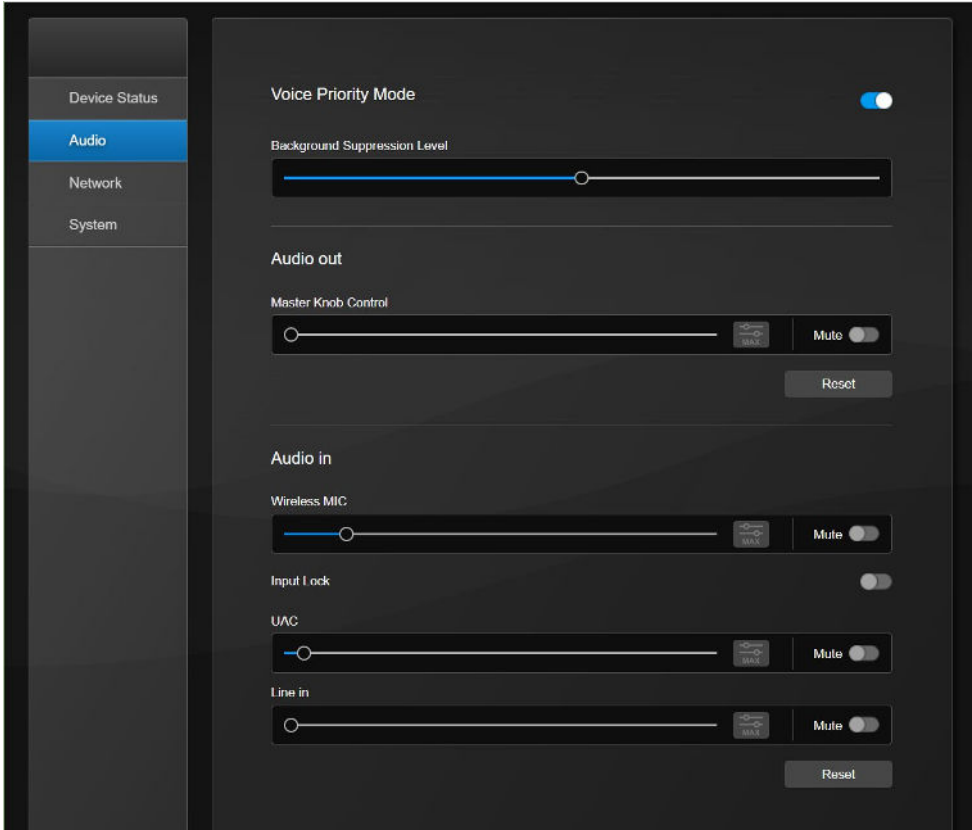 Device Status
Audio
Network
System
Voice Priority Mode
Background Suppression Level
Audio out
Master Knob Control
MAX
Mute
Reset
Audio in
Wireless MIC
MAX
Mute
Input Lock
UAC
MAX
Mute
Line in
MAX
Mute
Reset